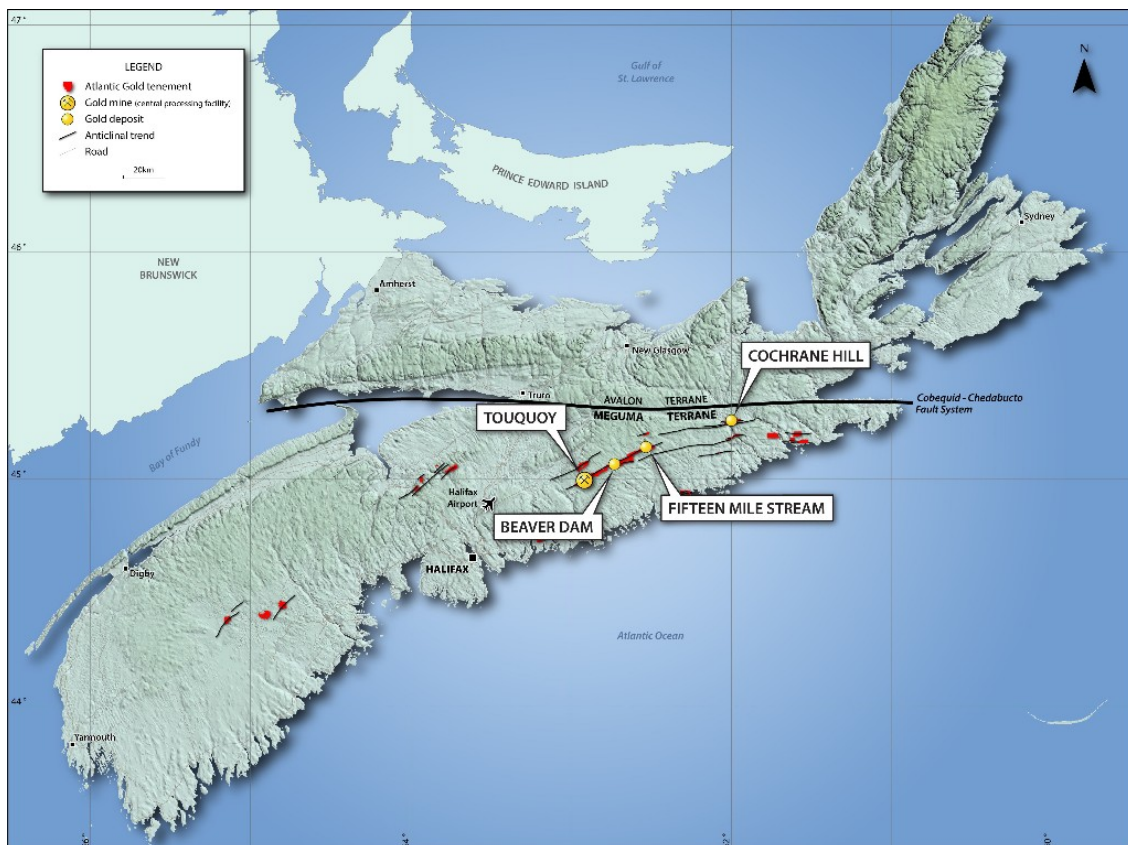 47°
LEGEND
Atlantic Gold tenement
Gold mine (central processing facility)
Gold deposit
Anticlinal trend
Road
20km
Gulf of
St. Lawrence
N
PRINCE EDWARD ISLAND
Sydney
46°
NEW
BRUNSWICK
Amherst
New Glasgow
COCHRANE HILL
Truro
AVALON TERRANE
MEGUMA TERRANE
Cobequid - Chedabucto
Fault System
TOUQUOY
Bay of Fundy
45°
Halifax
Airport
BEAVER DAM
FIFTEEN MILE STREAM
HALIFAX
Digby
Atlantic Ocean
44°
Yarmouth